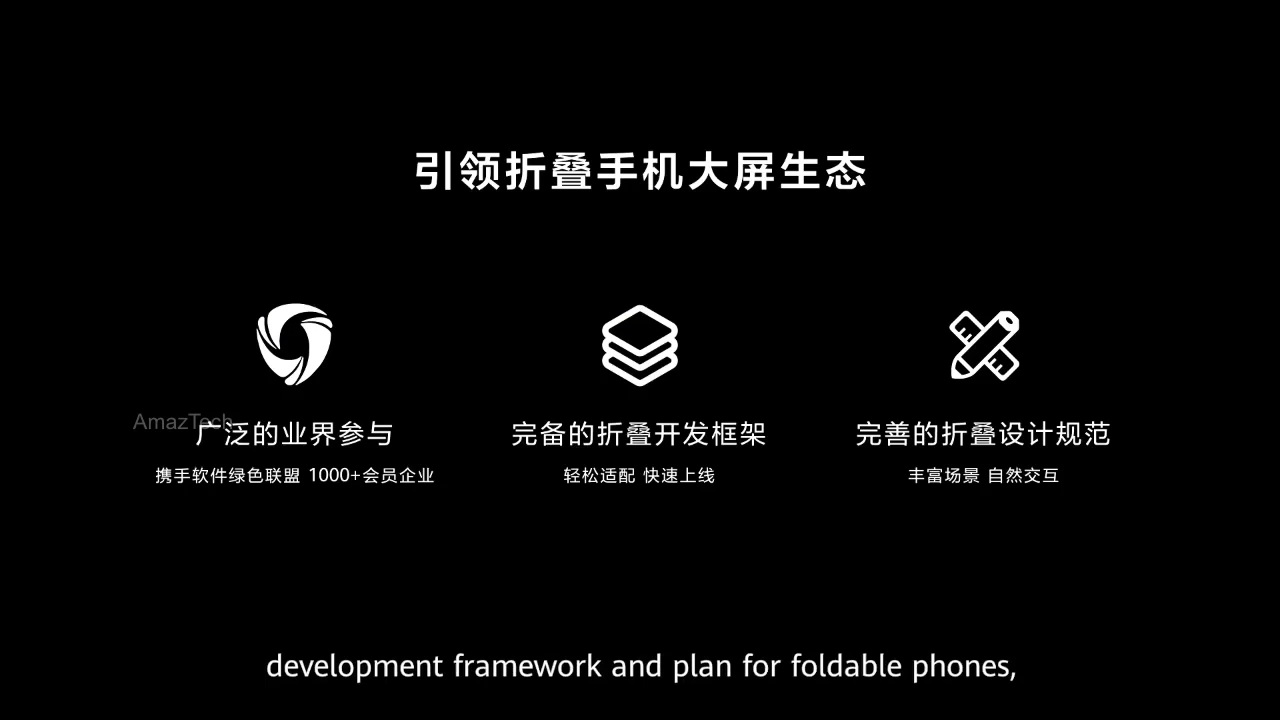 引领折叠手机大屏生态
AmazTech
广泛的业界参与
携手软件绿色联盟 1000+会员企业
完备的折叠开发框架
轻松适配 快速上线
完善的折叠设计规范
丰富场景 自然交互
development framework and plan for foldable phones,